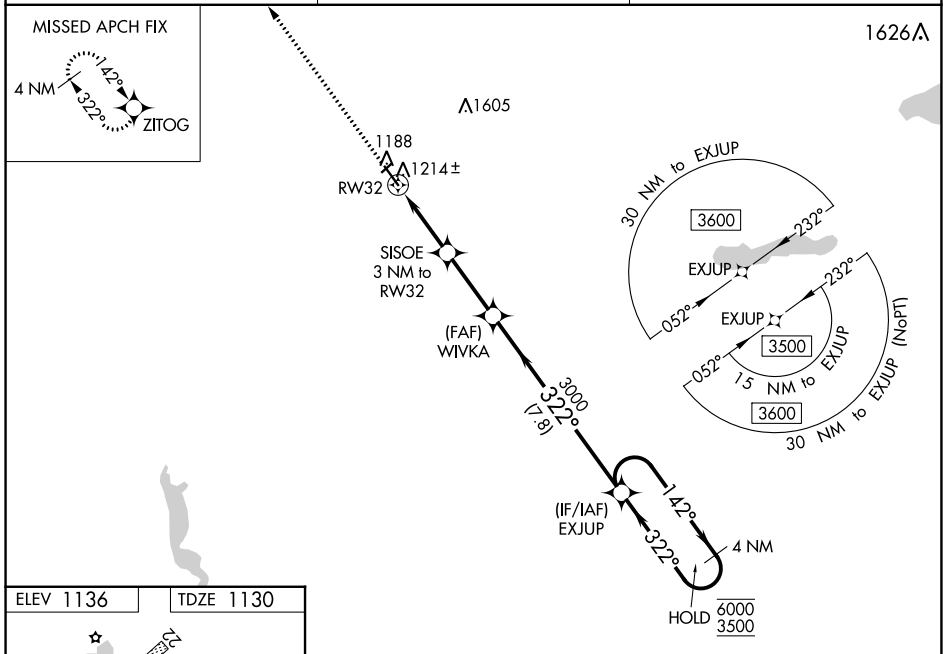 MISSED APCH FIX
4 NM
142°
322°
ZITOG
1626
1605
1188
1214±
RW32
SISOE
3 NM to
RW32
(FAF)
WIVKA
3000
322°
(7.8)
(IF/IAF)
EXJUP
142°
322°
4 NM
HOLD
6000
3500
30 NM to EXJUP
3600
232°
EXJUP
052°
232°
EXJUP
3500
052°
15 NM to EXJUP
3600
30 NM to EXJUP (NoPT)
ELEV 1136
TDZE 1130
22